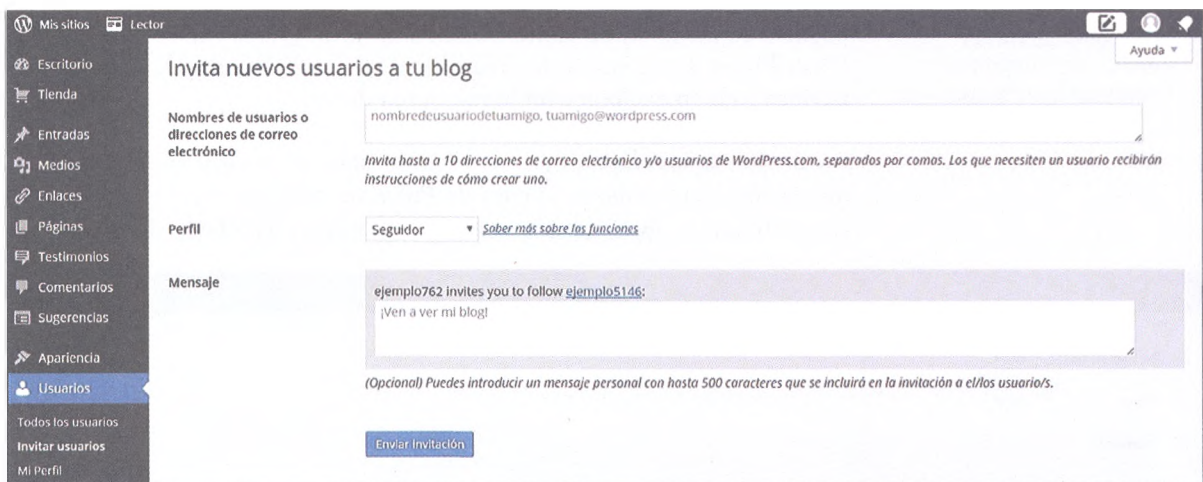 Mis sitios Lector
Ayuda
Escritorio
Tienda
Entradas
Medios
Enlaces
Páginas
Testimonios
Comentarios
Sugerencias
Apariencia
Usuarios
Todos los usuarios
Invitar usuarios
Mi Perfil
Invita nuevos usuarios a tu blog
Nombres de usuarios o
direcciones de correo
electrónico
nombredeusuariodetuamigo, tuamigo@wordpress.com
Invita hasta a 10 direcciones de correo electrónico y/o usuarios de WordPress.com, separados por comas. Los que necesiten un usuario recibirán
instrucciones de cómo crear uno.
Perfil
Seguidor Saber más sobre las funciones
Mensaje
ejemplo762 invites you to follow ejemplo5146:
¡Ven a ver mi blog!
(Opcional) Puedes introducir un mensaje personal con hasta 500 caracteres que se incluirá en la invitación a el/los usuario/s.
Enviar invitación